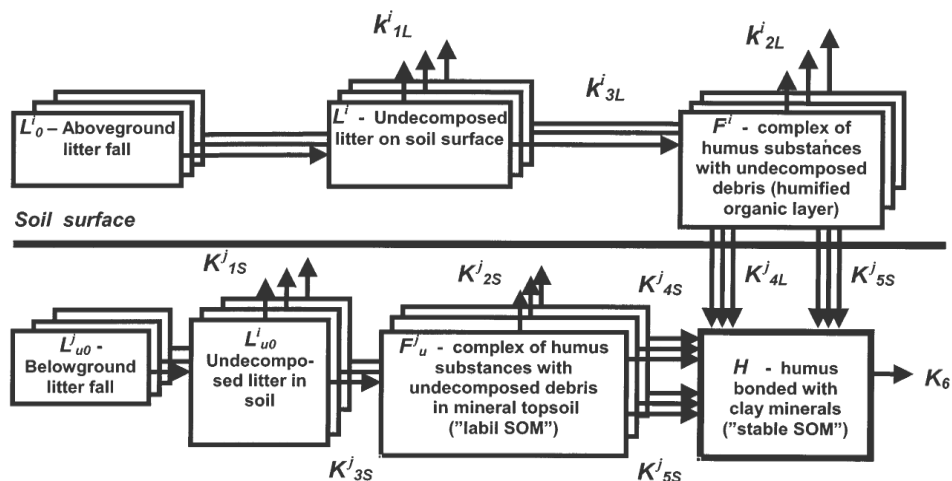 k^i_1L
k^i_2L
k^i_3L
L^i_0 – Aboveground
litter fall
L^i - Undecomposed
litter on soil surface
F^i - complex of
humus substances
with undecomposed
debris (humified
organic layer)
Soil surface
K^j_1S
K^j_2S
K^j_4S
K^j_4L
K^j_5S
L^j_u0 -
Belowground
litter fall
L^i_u0
Undecompo-
sed litter in
soil
F^j_u - complex of humus
substances with
undecomposed debris
in mineral topsoil
("labil SOM")
H - humus
bonded with
clay minerals
("stable SOM")
K_6
K^j_3S
K^j_5S